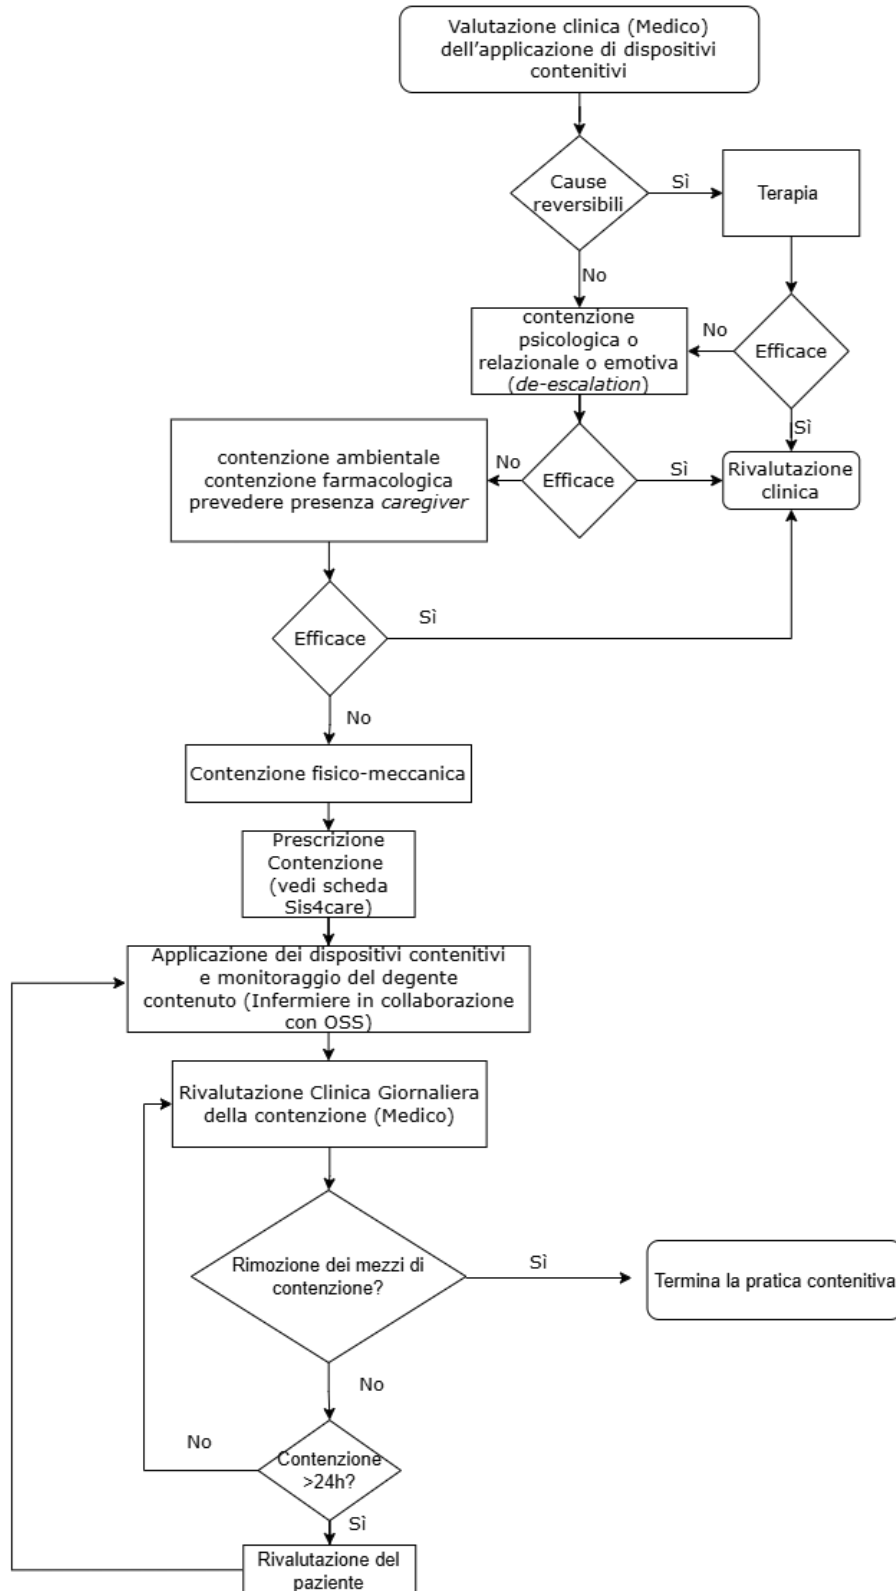 Valutazione clinica (Medico)
dell'applicazione di dispositivi
contenitivi
Cause
reversibili
Sì
Terapia
No
contenzione
psicologica o
relazionale o emotiva
(de-escalation)
No
Efficace
Sì
contenzione ambientale
contenzione farmacologica
prevedere presenza caregiver
No
Efficace
Sì
Rivalutazione
clinica
Efficace
Sì
No
Contenzione fisico-meccanica
Prescrizione
Contenzione
(vedi scheda
Sis4care)
Applicazione dei dispositivi contenitivi
e monitoraggio del degente
contenuto (Infermiere in collaborazione
con OSS)
Rivalutazione Clinica Giornaliera
della contenzione (Medico)
Rimozione dei mezzi di
contenzione?
Sì
Termina la pratica contenitiva
No
No
Contenzione
>24h?
Sì
Rivalutazione del
paziente